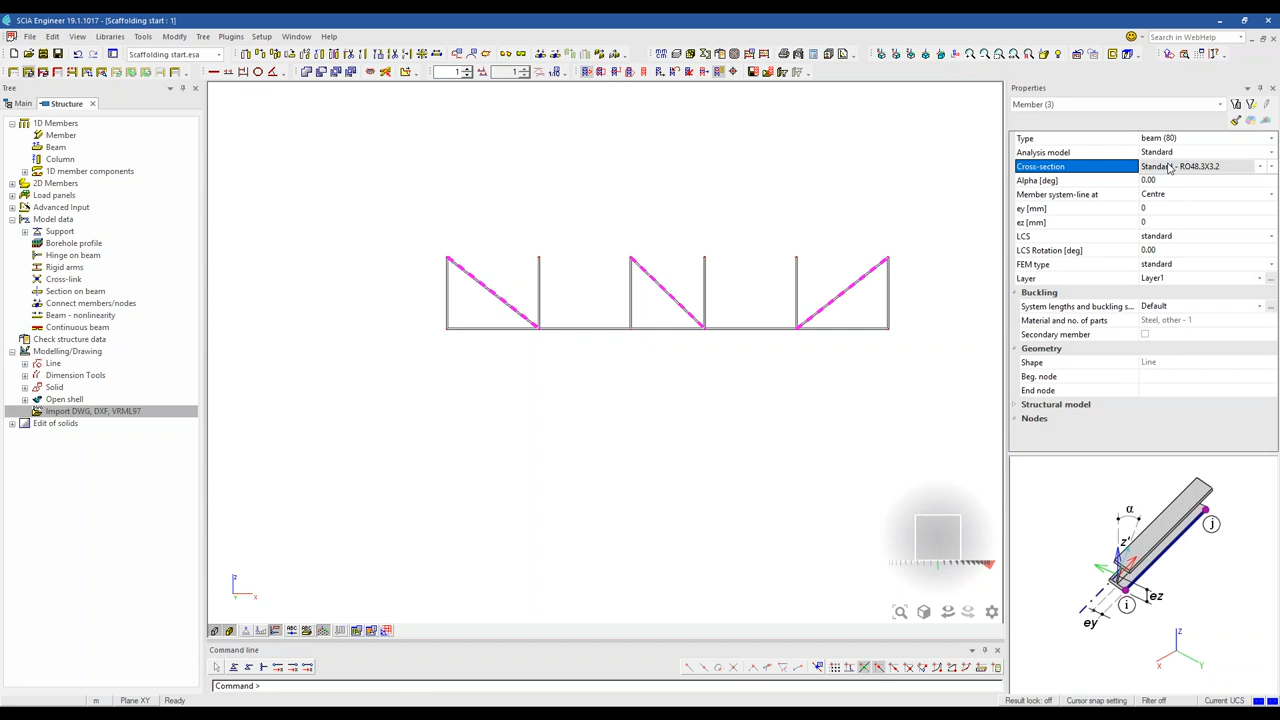 SCIA Engineer 19.1.1017 - [Scaffolding start : 1]
File Edit View Libraries Tools Modify Tree Plugins Setup Window Help
Search in WebHelp
Scaffolding start.esa
1
1
Tree
Main
Structure
1D Members
Member
Beam
Column
1D member components
2D Members
Load panels
Advanced Input
Model data
Support
Borehole profile
Hinge on beam
Rigid arms
Cross-link
Section on beam
Connect members/nodes
Beam - nonlinearity
Continuous beam
Check structure data
Modelling/Drawing
Line
Dimension Tools
Solid
Open shell
Import DWG, DXF, VRML97
Edit of solids
z
Y
x
ABC
ABC
Command line
Command >
Properties
Member (3)
Type beam (80)
Analysis model Standard
Cross-section Standard - RO48.3X3.2
Alpha [deg] 0.00
Member system-line at Centre
ey [mm] 0
ez [mm] 0
LCS standard
LCS Rotation [deg] 0.00
FEM type standard
Layer Layer1
Buckling
System lengths and buckling s... Default
Material and no. of parts Steel, other - 1
Secondary member
Geometry
Shape Line
Beg. node
End node
Structural model
Nodes
α
z'
j
i
ez
ey
Z
X
Y
m Plane XY Ready
Result lock: off Cursor snap setting Filter off Current UCS